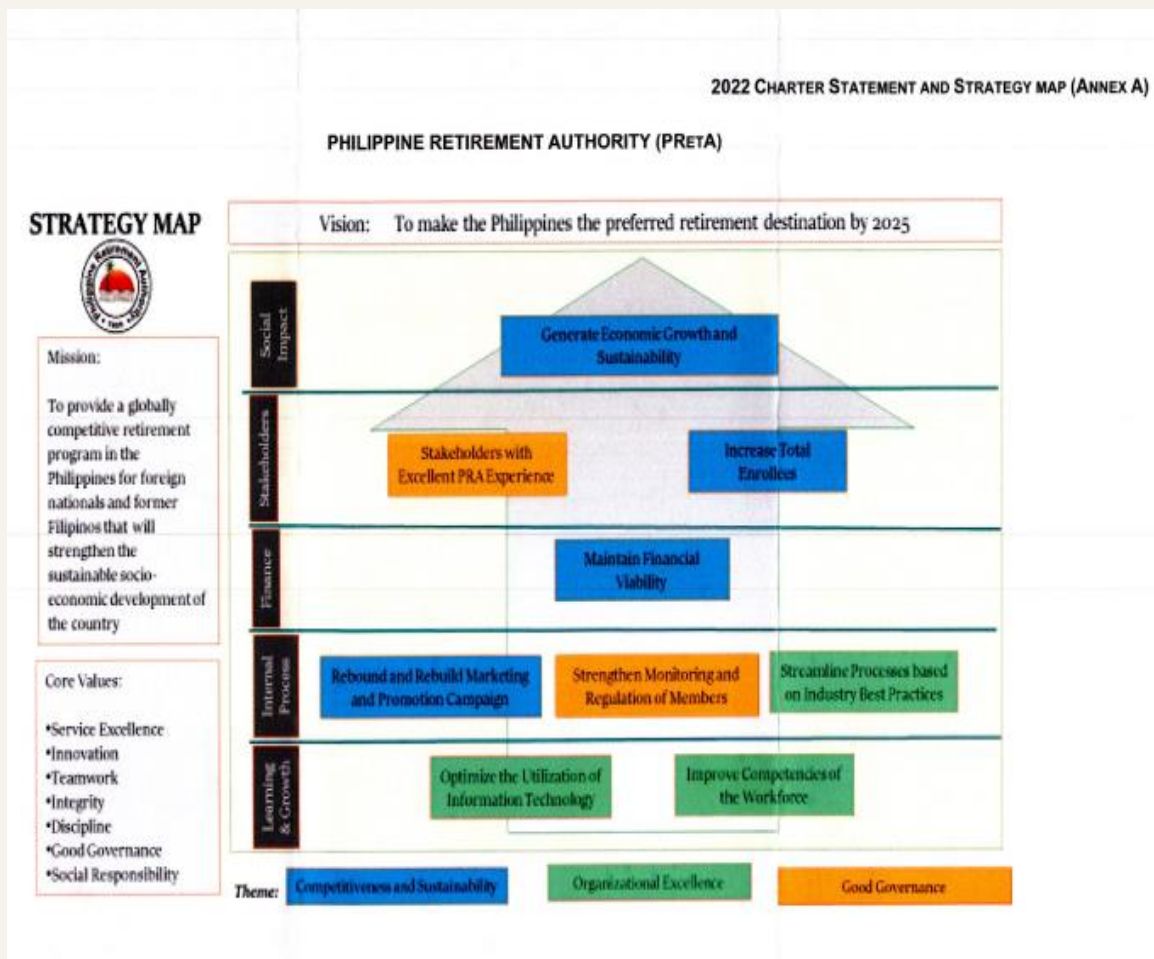 2022 CHARTER STATEMENT AND STRATEGY MAP (ANNEX A)
PHILIPPINE RETIREMENT AUTHORITY (PRETA)
STRATEGY MAP
Philippine Retirement Authority
Vision: To make the Philippines the preferred retirement destination by 2025
Mission:
To provide a globally
competitive retirement
program in the
Philippines for foreign
nationals and former
Filipinos that will
strengthen the
sustainable socio-
economic development of
the country
Core Values:
•Service Excellence
•Innovation
•Teamwork
•Integrity
•Discipline
•Good Governance
•Social Responsibility
Social
Impact
Generate Economic Growth and
Sustainability
Stakeholders
Stakeholders with
Excellent PRA Experience
Increase Total
Enrollees
Finance
Maintain Financial
Viability
Internal
Process
Rebound and Rebuild Marketing
and Promotion Campaign
Strengthen Monitoring and
Regulation of Members
Streamline Processes based
on Industry Best Practices
Learning
& Growth
Optimize the Utilization of
Information Technology
Improve Competencies of
the Workforce
Theme: Competitiveness and Sustainability
Organizational Excellence
Good Governance